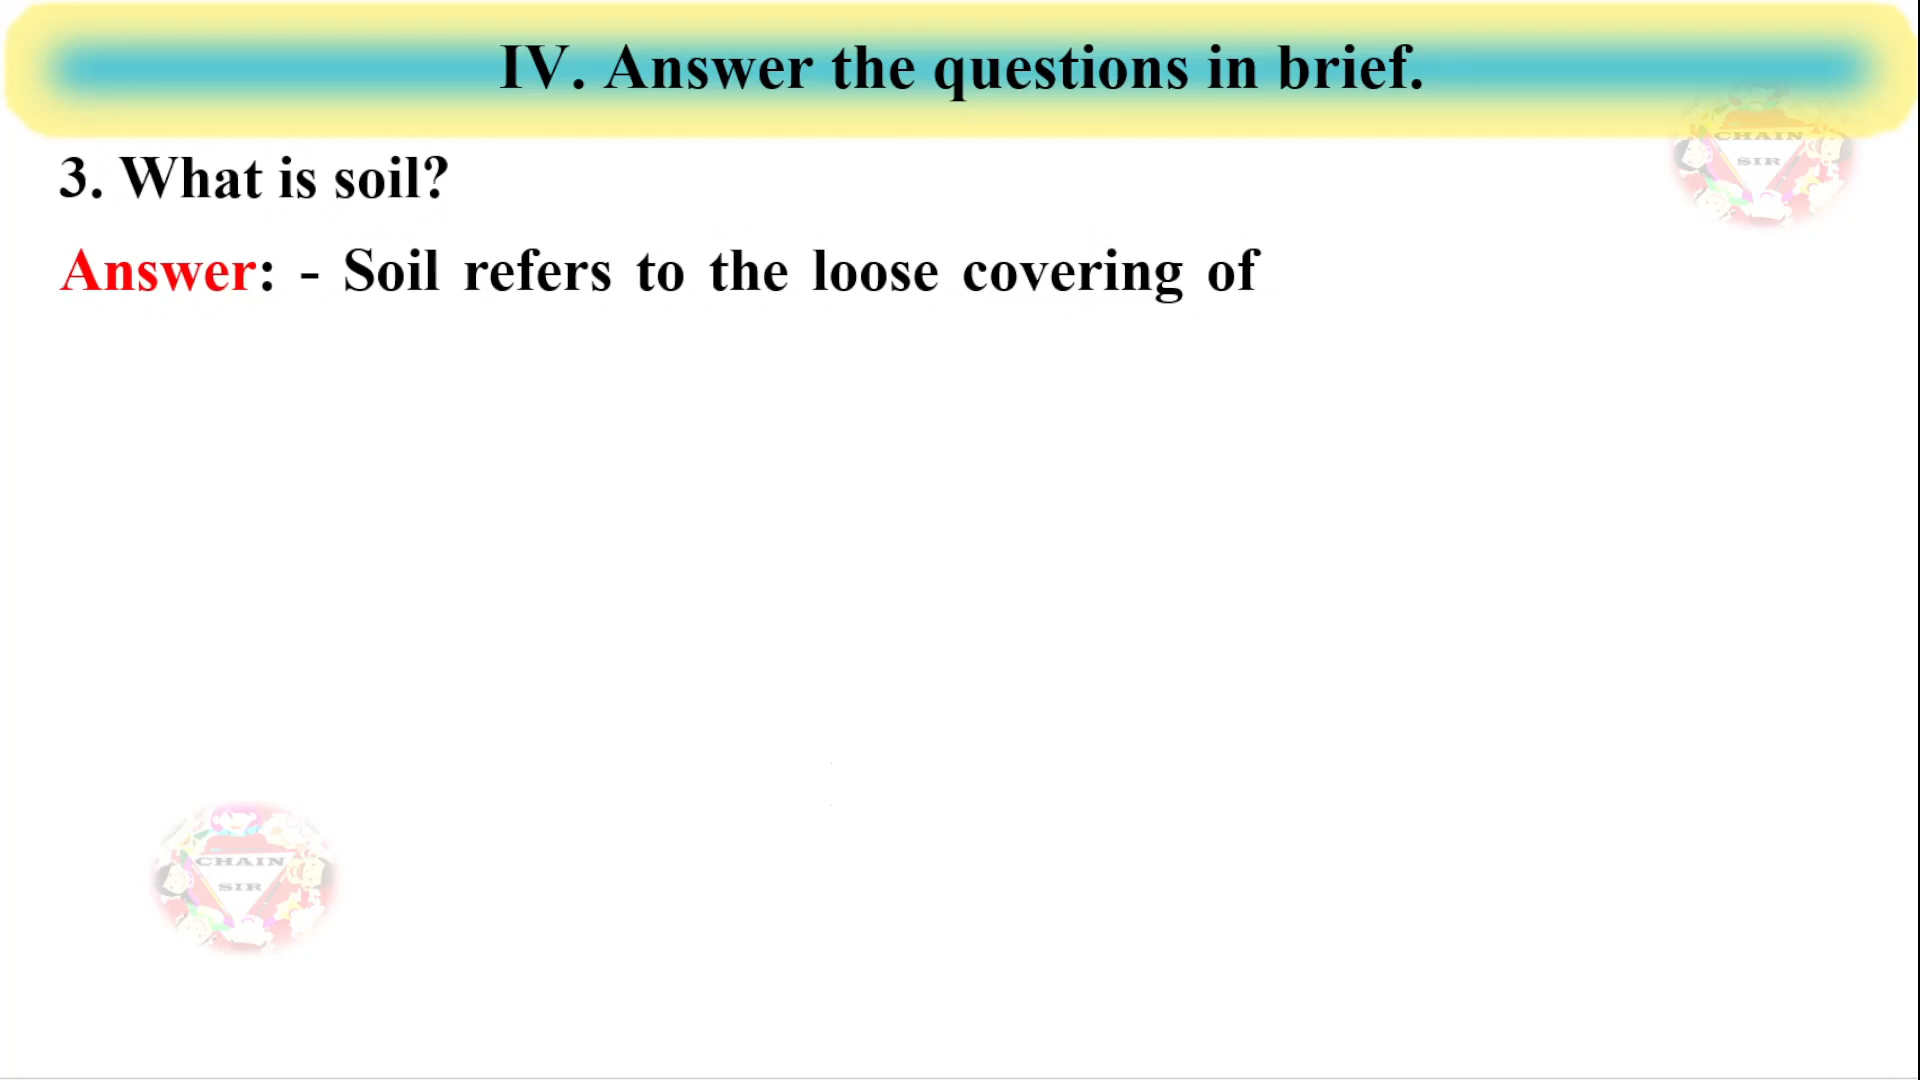 IV. Answer the questions in brief.
CHAIN
SIR
3. What is soil?
Answer: - Soil refers to the loose covering of
CHAIN
SIR